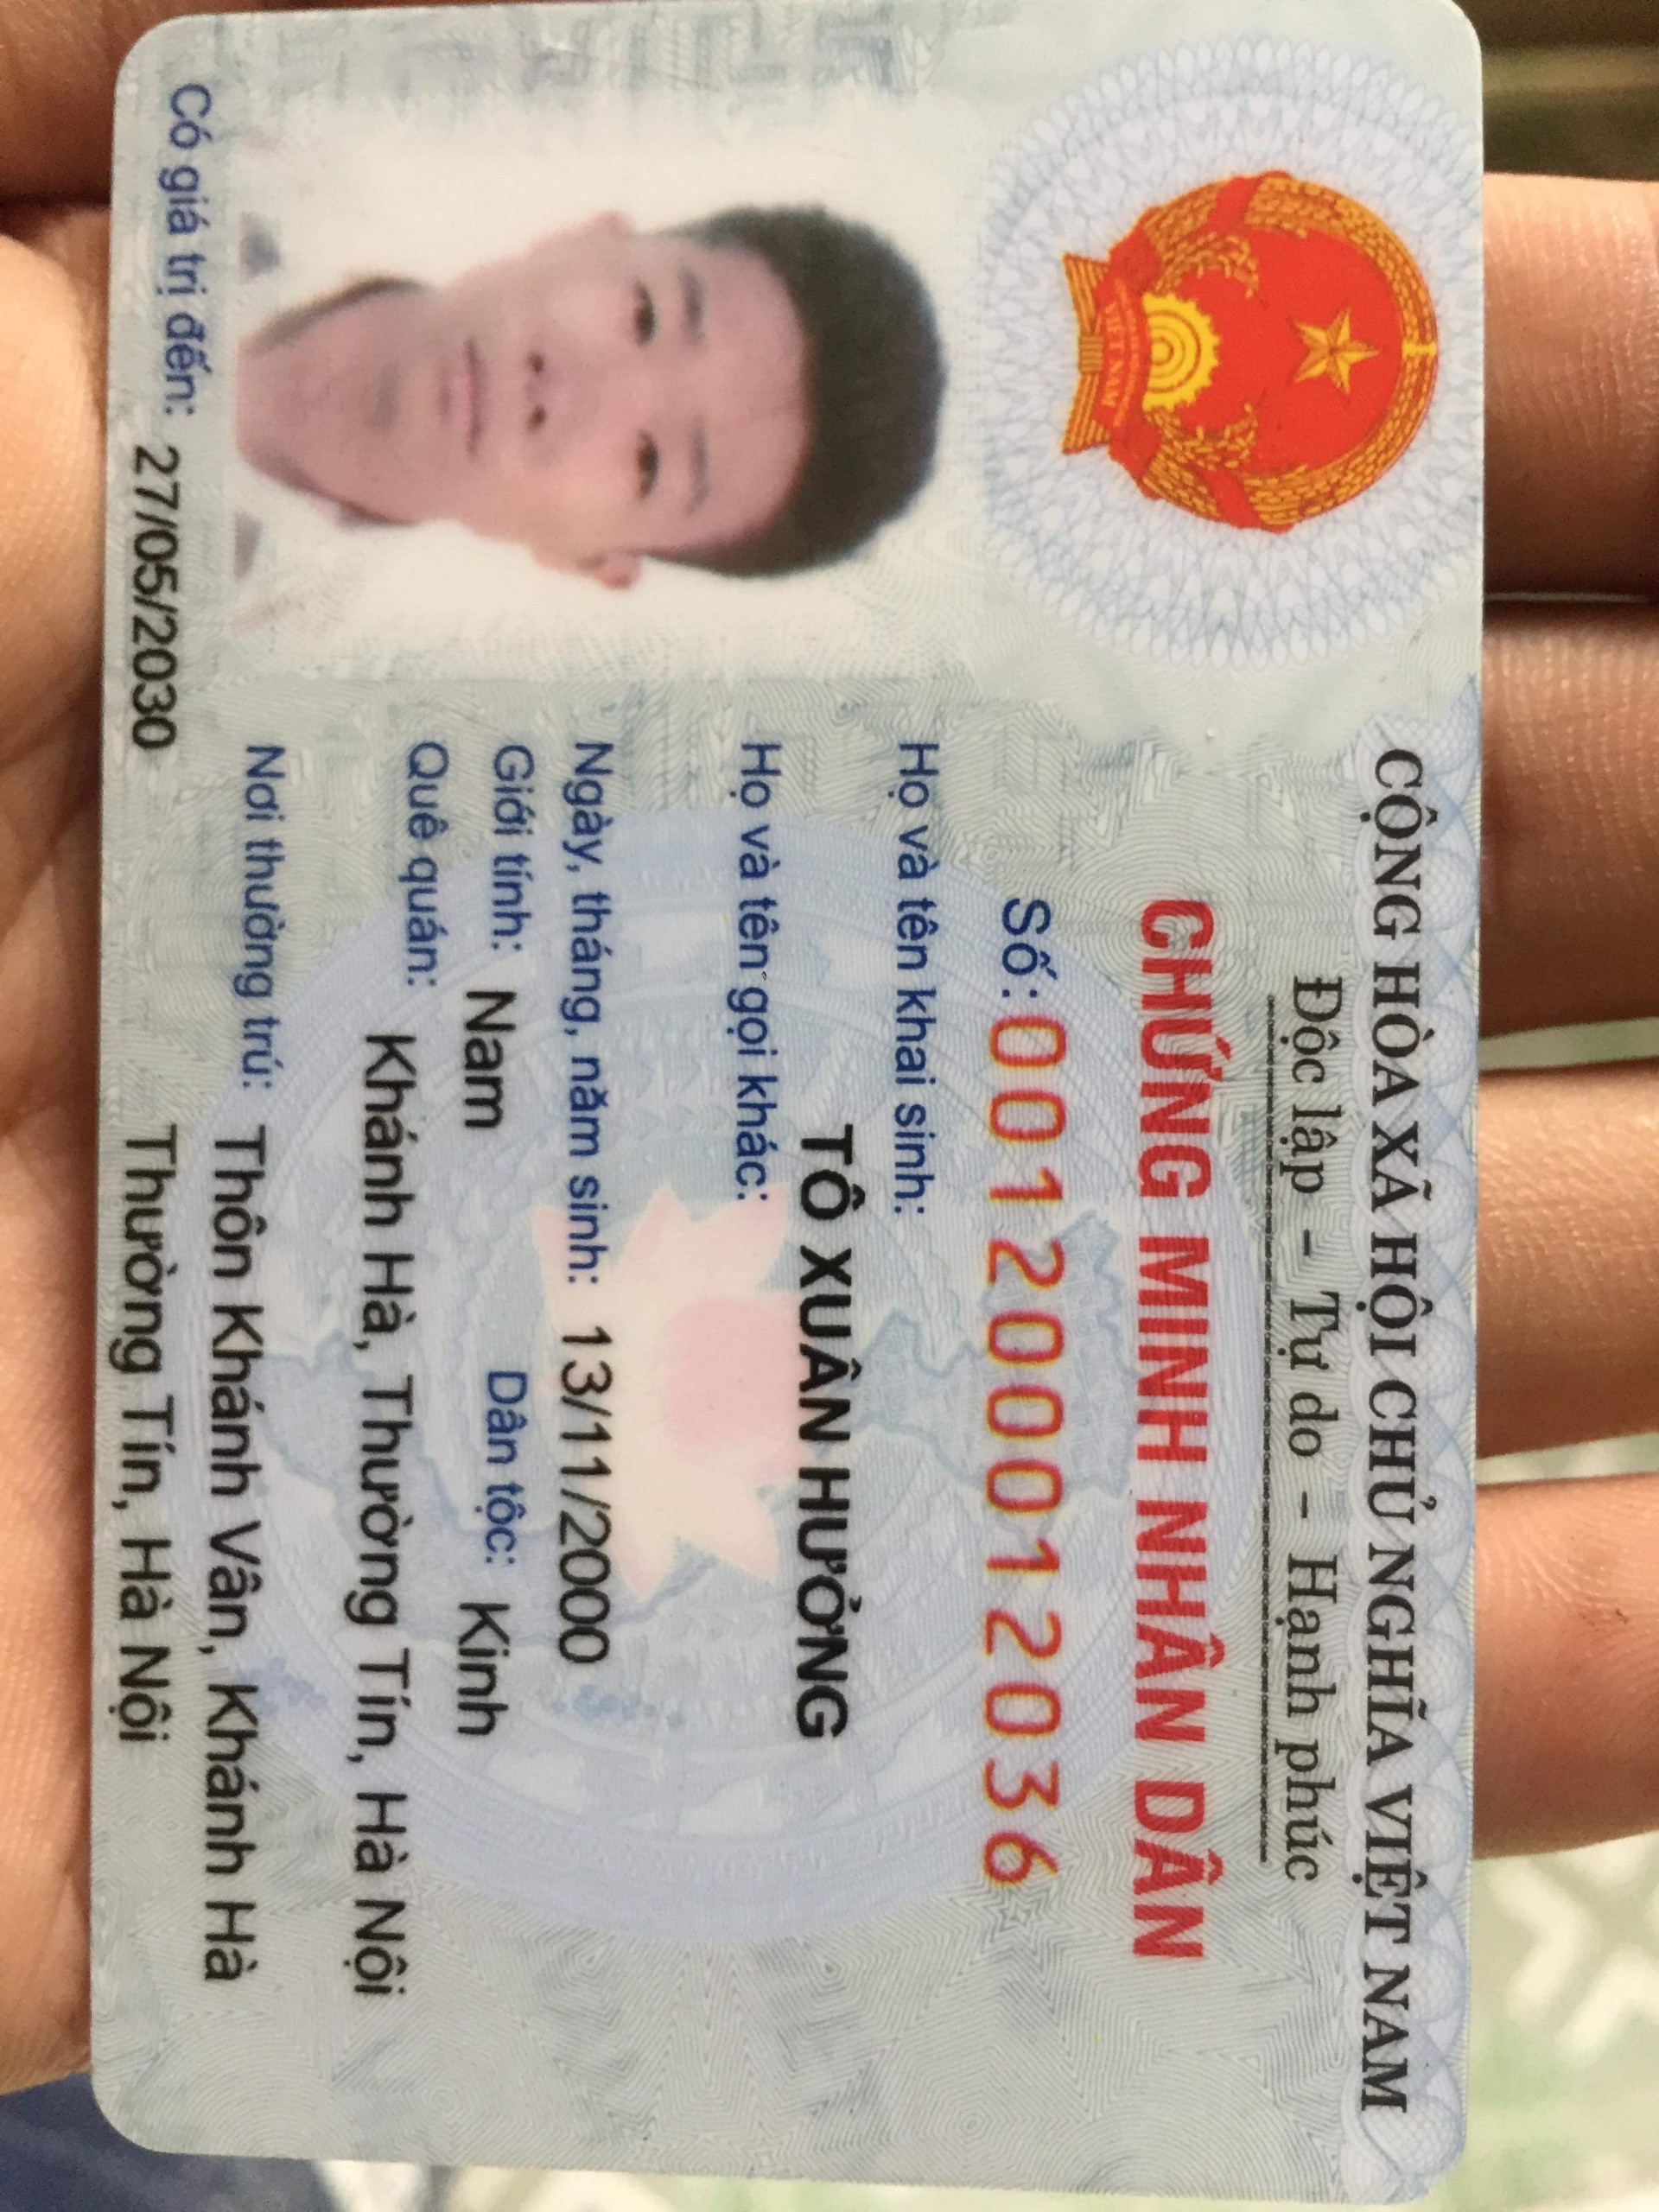 CỘNG HÒA XÃ HỘI CHỦ NGHĨA VIỆT NAM
Độc lập - Tự do - Hạnh phúc
CHỨNG MINH NHÂN DÂN
Số: 001200012036
Họ và tên khai sinh:
TÔ XUÂN HƯỞNG
Họ và tên gọi khác:
Ngày, tháng, năm sinh: 13/11/2000
Giới tính: Nam Dân tộc: Kinh
Quê quán: Khánh Hà, Thường Tín, Hà Nội
Nơi thường trú: Thôn Khánh Vân, Khánh Hà
Thường Tín, Hà Nội
Có giá trị đến: 27/05/2030
VIỆT NAM